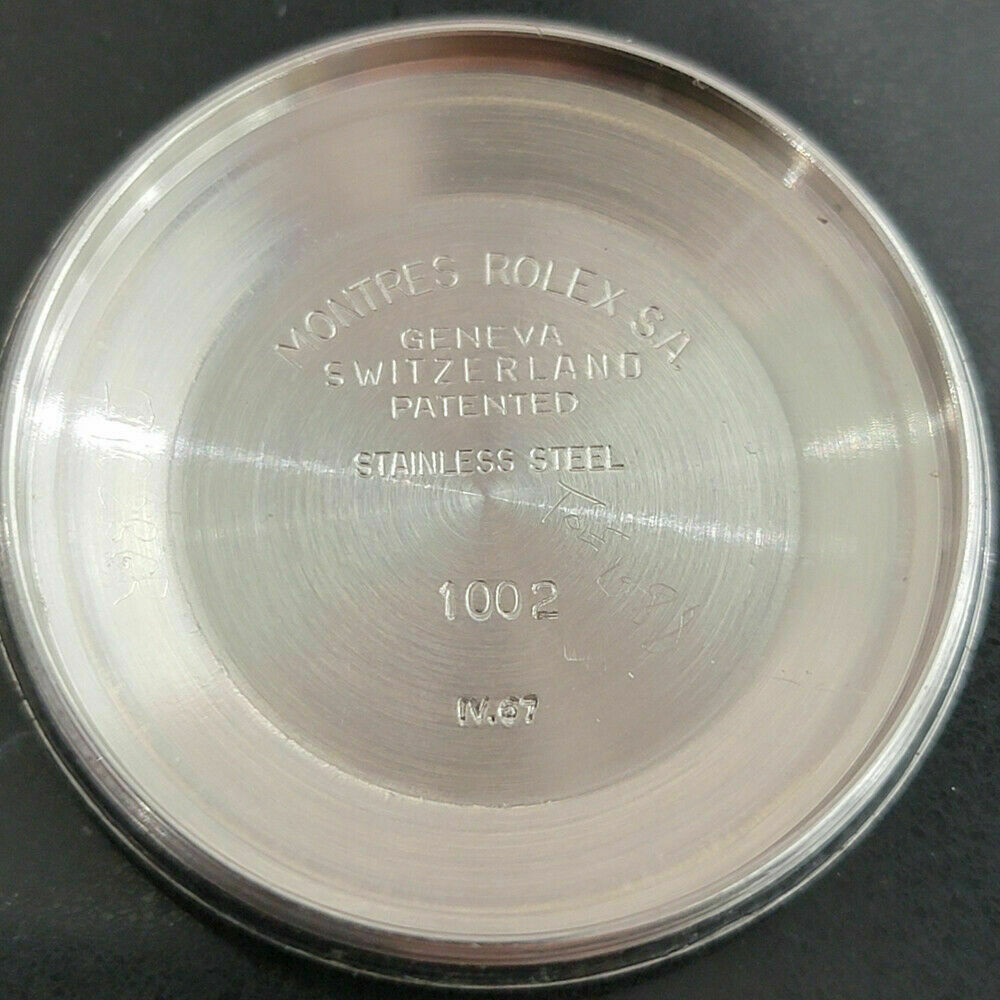 MONTRES ROLEX S.A.
GENEVA
SWITZERLAND
PATENTED
STAINLESS STEEL
1002
IV.67